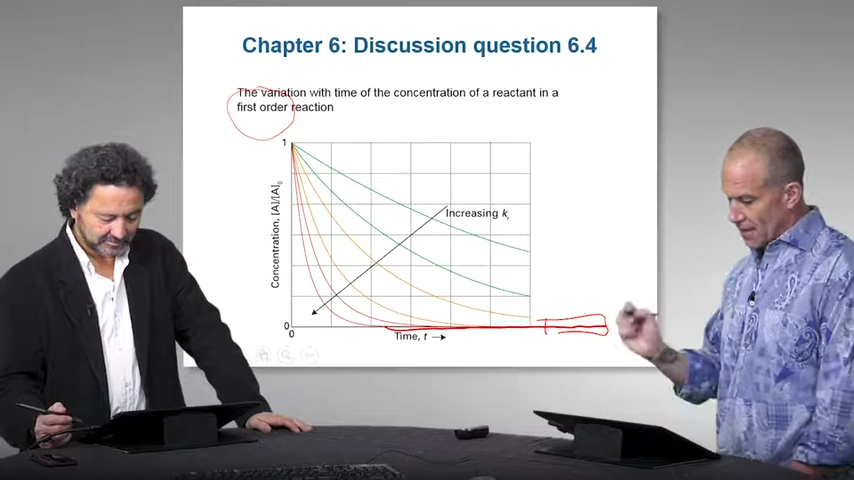 Chapter 6: Discussion question 6.4
The variation with time of the concentration of a reactant in a
first order reaction
1
Concentration, [A]/[A]₀
Increasing kᵣ
0
0
Time, t →